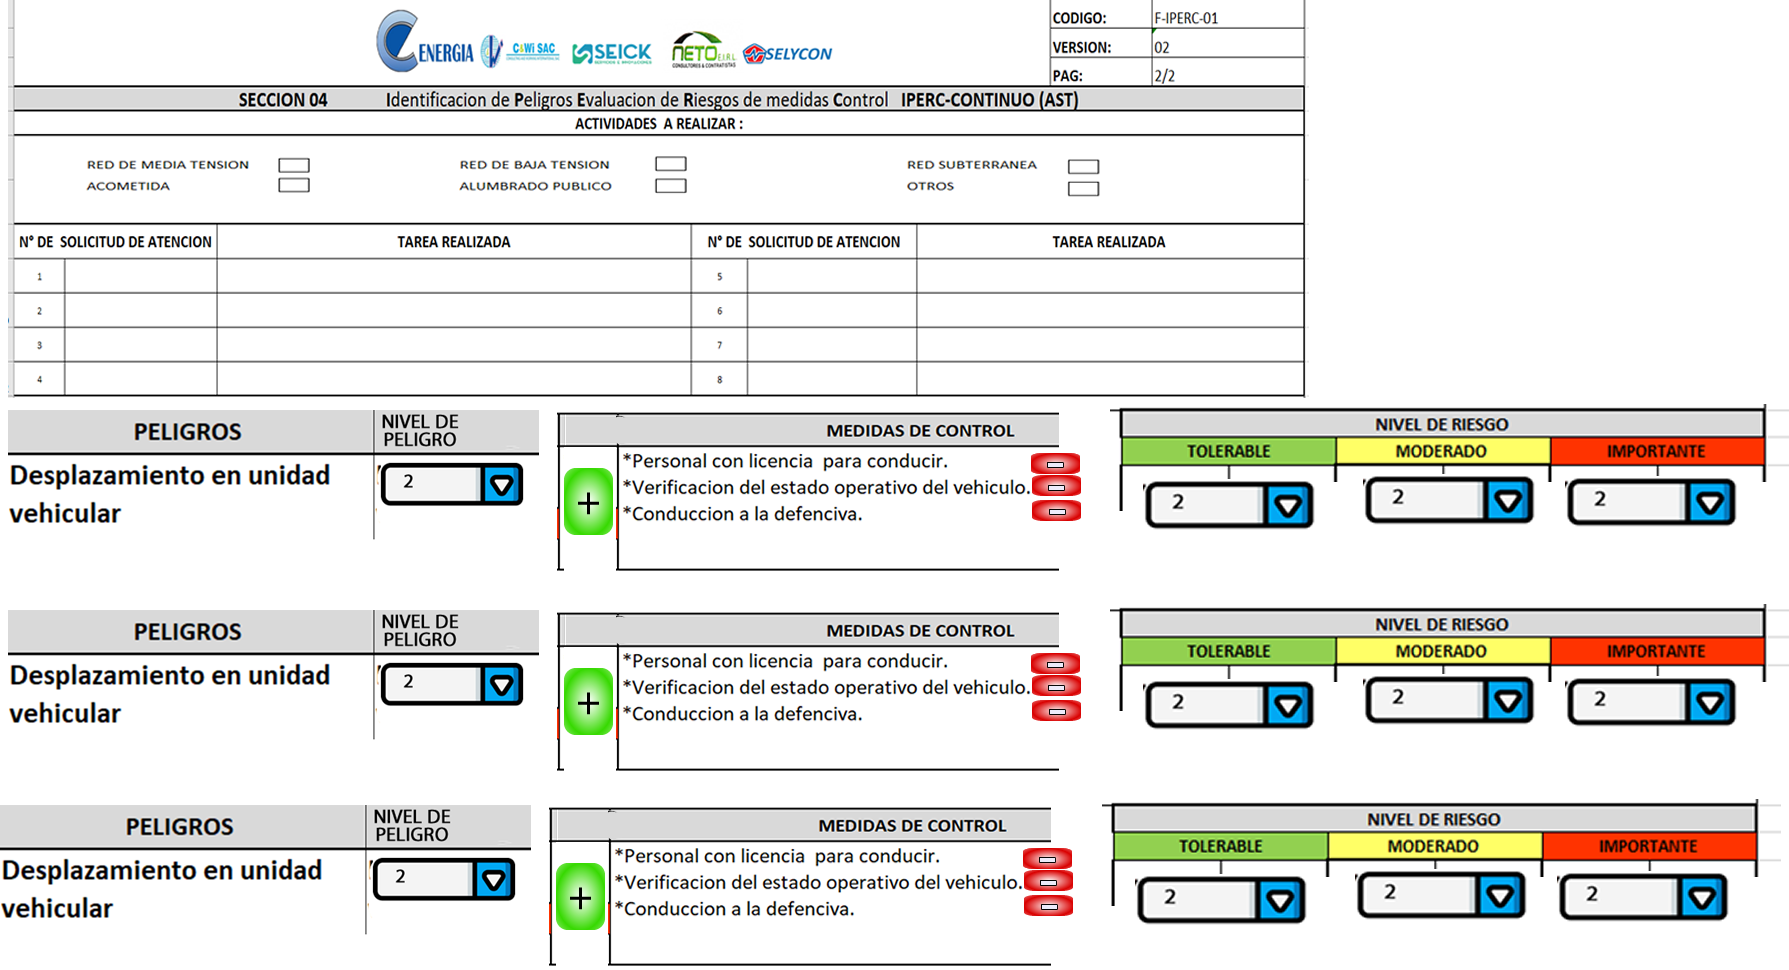 CODIGO: F-IPERC-01
C ENERGIA C&Wi SAC SEICK NETO E.I.R.L. SELYCON
CONSULTORES & CONTRATISTAS
VERSION: 02
PAG: 2/2
SECCION 04 Identificacion de Peligros Evaluacion de Riesgos de medidas Control IPERC-CONTINUO (AST)
ACTIVIDADES A REALIZAR :
RED DE MEDIA TENSION RED DE BAJA TENSION RED SUBTERRANEA
ACOMETIDA ALUMBRADO PUBLICO OTROS
N° DE SOLICITUD DE ATENCION TAREA REALIZADA N° DE SOLICITUD DE ATENCION TAREA REALIZADA
1 5
2 6
3 7
4 8
PELIGROS NIVEL DE PELIGRO MEDIDAS DE CONTROL NIVEL DE RIESGO
TOLERABLE MODERADO IMPORTANTE
Desplazamiento en unidad vehicular 2
+
*Personal con licencia para conducir. -
*Verificacion del estado operativo del vehiculo. -
*Conduccion a la defenciva. -
2 2 2
PELIGROS NIVEL DE PELIGRO MEDIDAS DE CONTROL NIVEL DE RIESGO
TOLERABLE MODERADO IMPORTANTE
Desplazamiento en unidad vehicular 2
+
*Personal con licencia para conducir. -
*Verificacion del estado operativo del vehiculo. -
*Conduccion a la defenciva. -
2 2 2
PELIGROS NIVEL DE PELIGRO MEDIDAS DE CONTROL NIVEL DE RIESGO
TOLERABLE MODERADO IMPORTANTE
Desplazamiento en unidad vehicular 2
+
*Personal con licencia para conducir. -
*Verificacion del estado operativo del vehiculo. -
*Conduccion a la defenciva. -
2 2 2